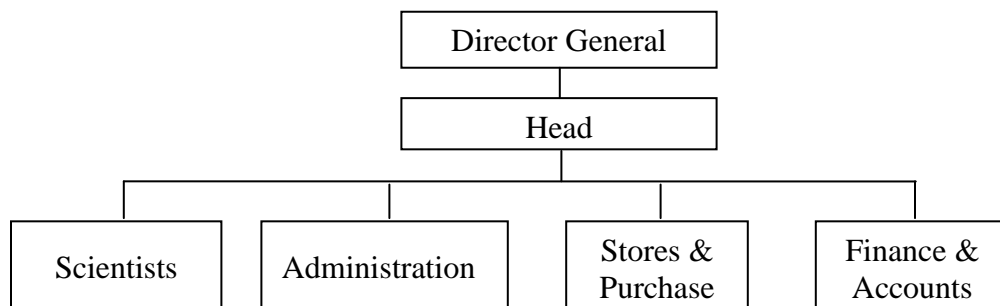 Director General
Head
Scientists
Administration
Stores &
Purchase
Finance &
Accounts